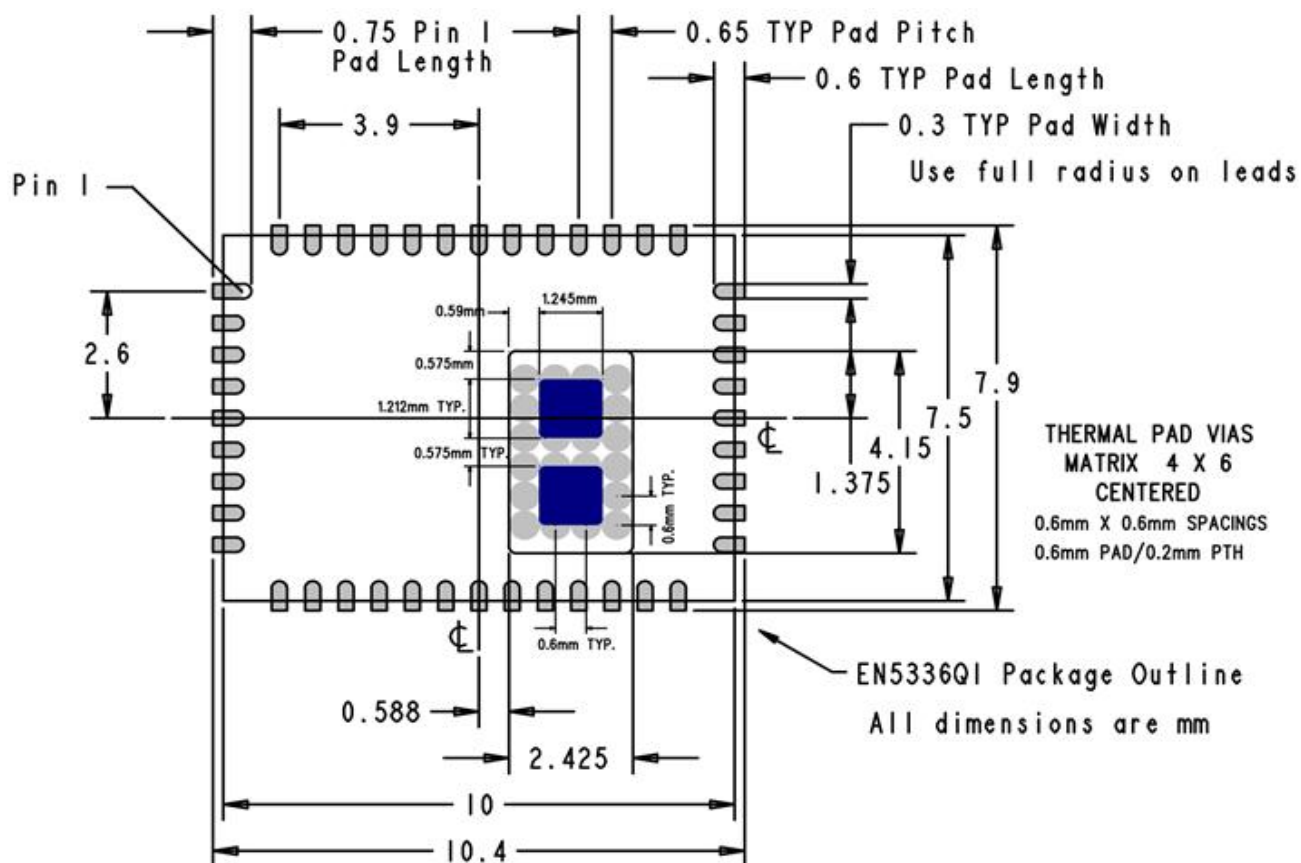 0.75 Pin 1
Pad Length
0.65 TYP Pad Pitch
0.6 TYP Pad Length
3.9
0.3 TYP Pad Width
Use full radius on leads
Pin 1
0.59mm
1.245mm
2.6
0.575mm
1.212mm TYP.
0.575mm TYP.
0.6mm TYP.
℄
7.9
7.5
4.15
1.375
THERMAL PAD VIAS
MATRIX 4 X 6
CENTERED
0.6mm X 0.6mm SPACINGS
0.6mm PAD/0.2mm PTH
℄
0.6mm TYP.
EN5336QI Package Outline
All dimensions are mm
0.588
2.425
10
10.4